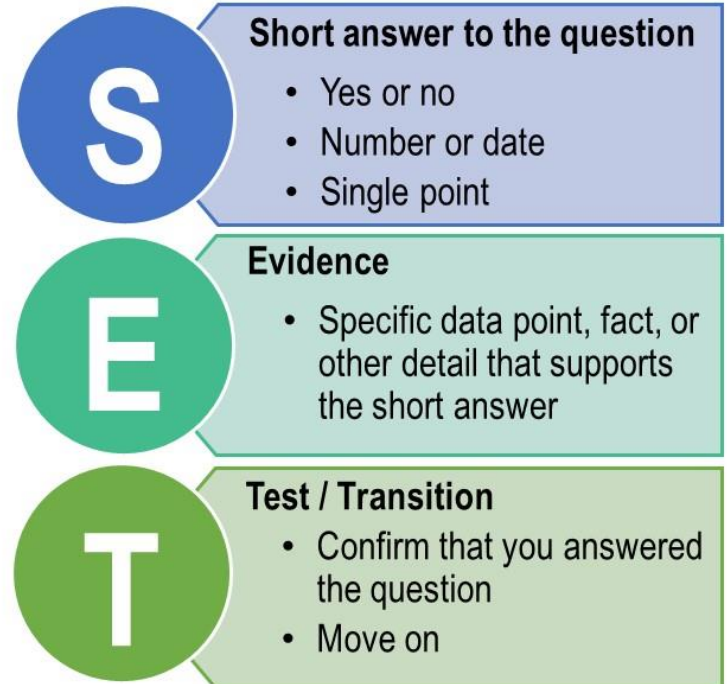 S
Short answer to the question
• Yes or no
• Number or date
• Single point
E
Evidence
• Specific data point, fact, or
other detail that supports
the short answer
T
Test / Transition
• Confirm that you answered
the question
• Move on